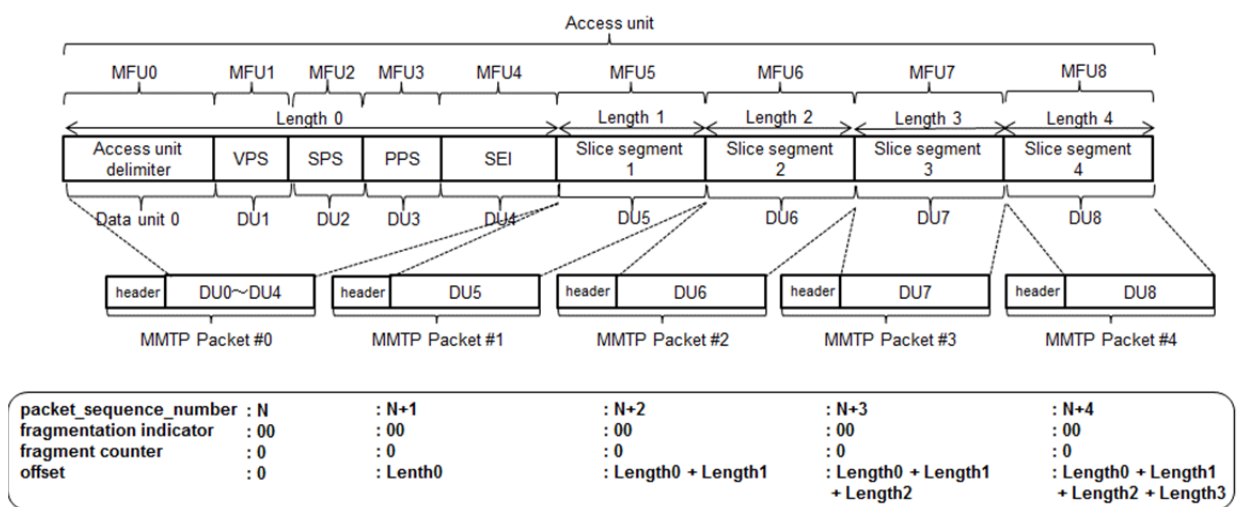 Access unit
MFU0 MFU1 MFU2 MFU3 MFU4 MFU5 MFU6 MFU7 MFU8
Length 0 Length 1 Length 2 Length 3 Length 4
Access unit delimiter VPS SPS PPS SEI Slice segment 1 Slice segment 2 Slice segment 3 Slice segment 4
Data unit 0 DU1 DU2 DU3 DU4 DU5 DU6 DU7 DU8
header DU0~DU4 header DU5 header DU6 header DU7 header DU8
MMTP Packet #0 MMTP Packet #1 MMTP Packet #2 MMTP Packet #3 MMTP Packet #4
packet_sequence_number : N : N+1 : N+2 : N+3 : N+4
fragmentation indicator : 00 : 00 : 00 : 00 : 00
fragment counter : 0 : 0 : 0 : 0 : 0
offset : 0 : Lenth0 : Length0 + Length1 : Length0 + Length1 : Length0 + Length1
+ Length2 + Length2 + Length3